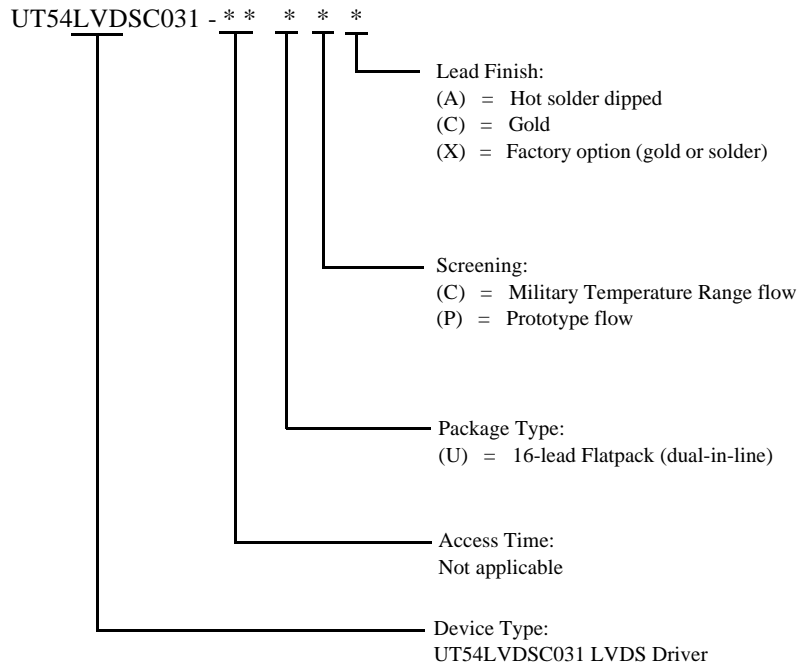 UT54LVDSC031 - * * * * *
Lead Finish:
(A) = Hot solder dipped
(C) = Gold
(X) = Factory option (gold or solder)
Screening:
(C) = Military Temperature Range flow
(P) = Prototype flow
Package Type:
(U) = 16-lead Flatpack (dual-in-line)
Access Time:
Not applicable
Device Type:
UT54LVDSC031 LVDS Driver